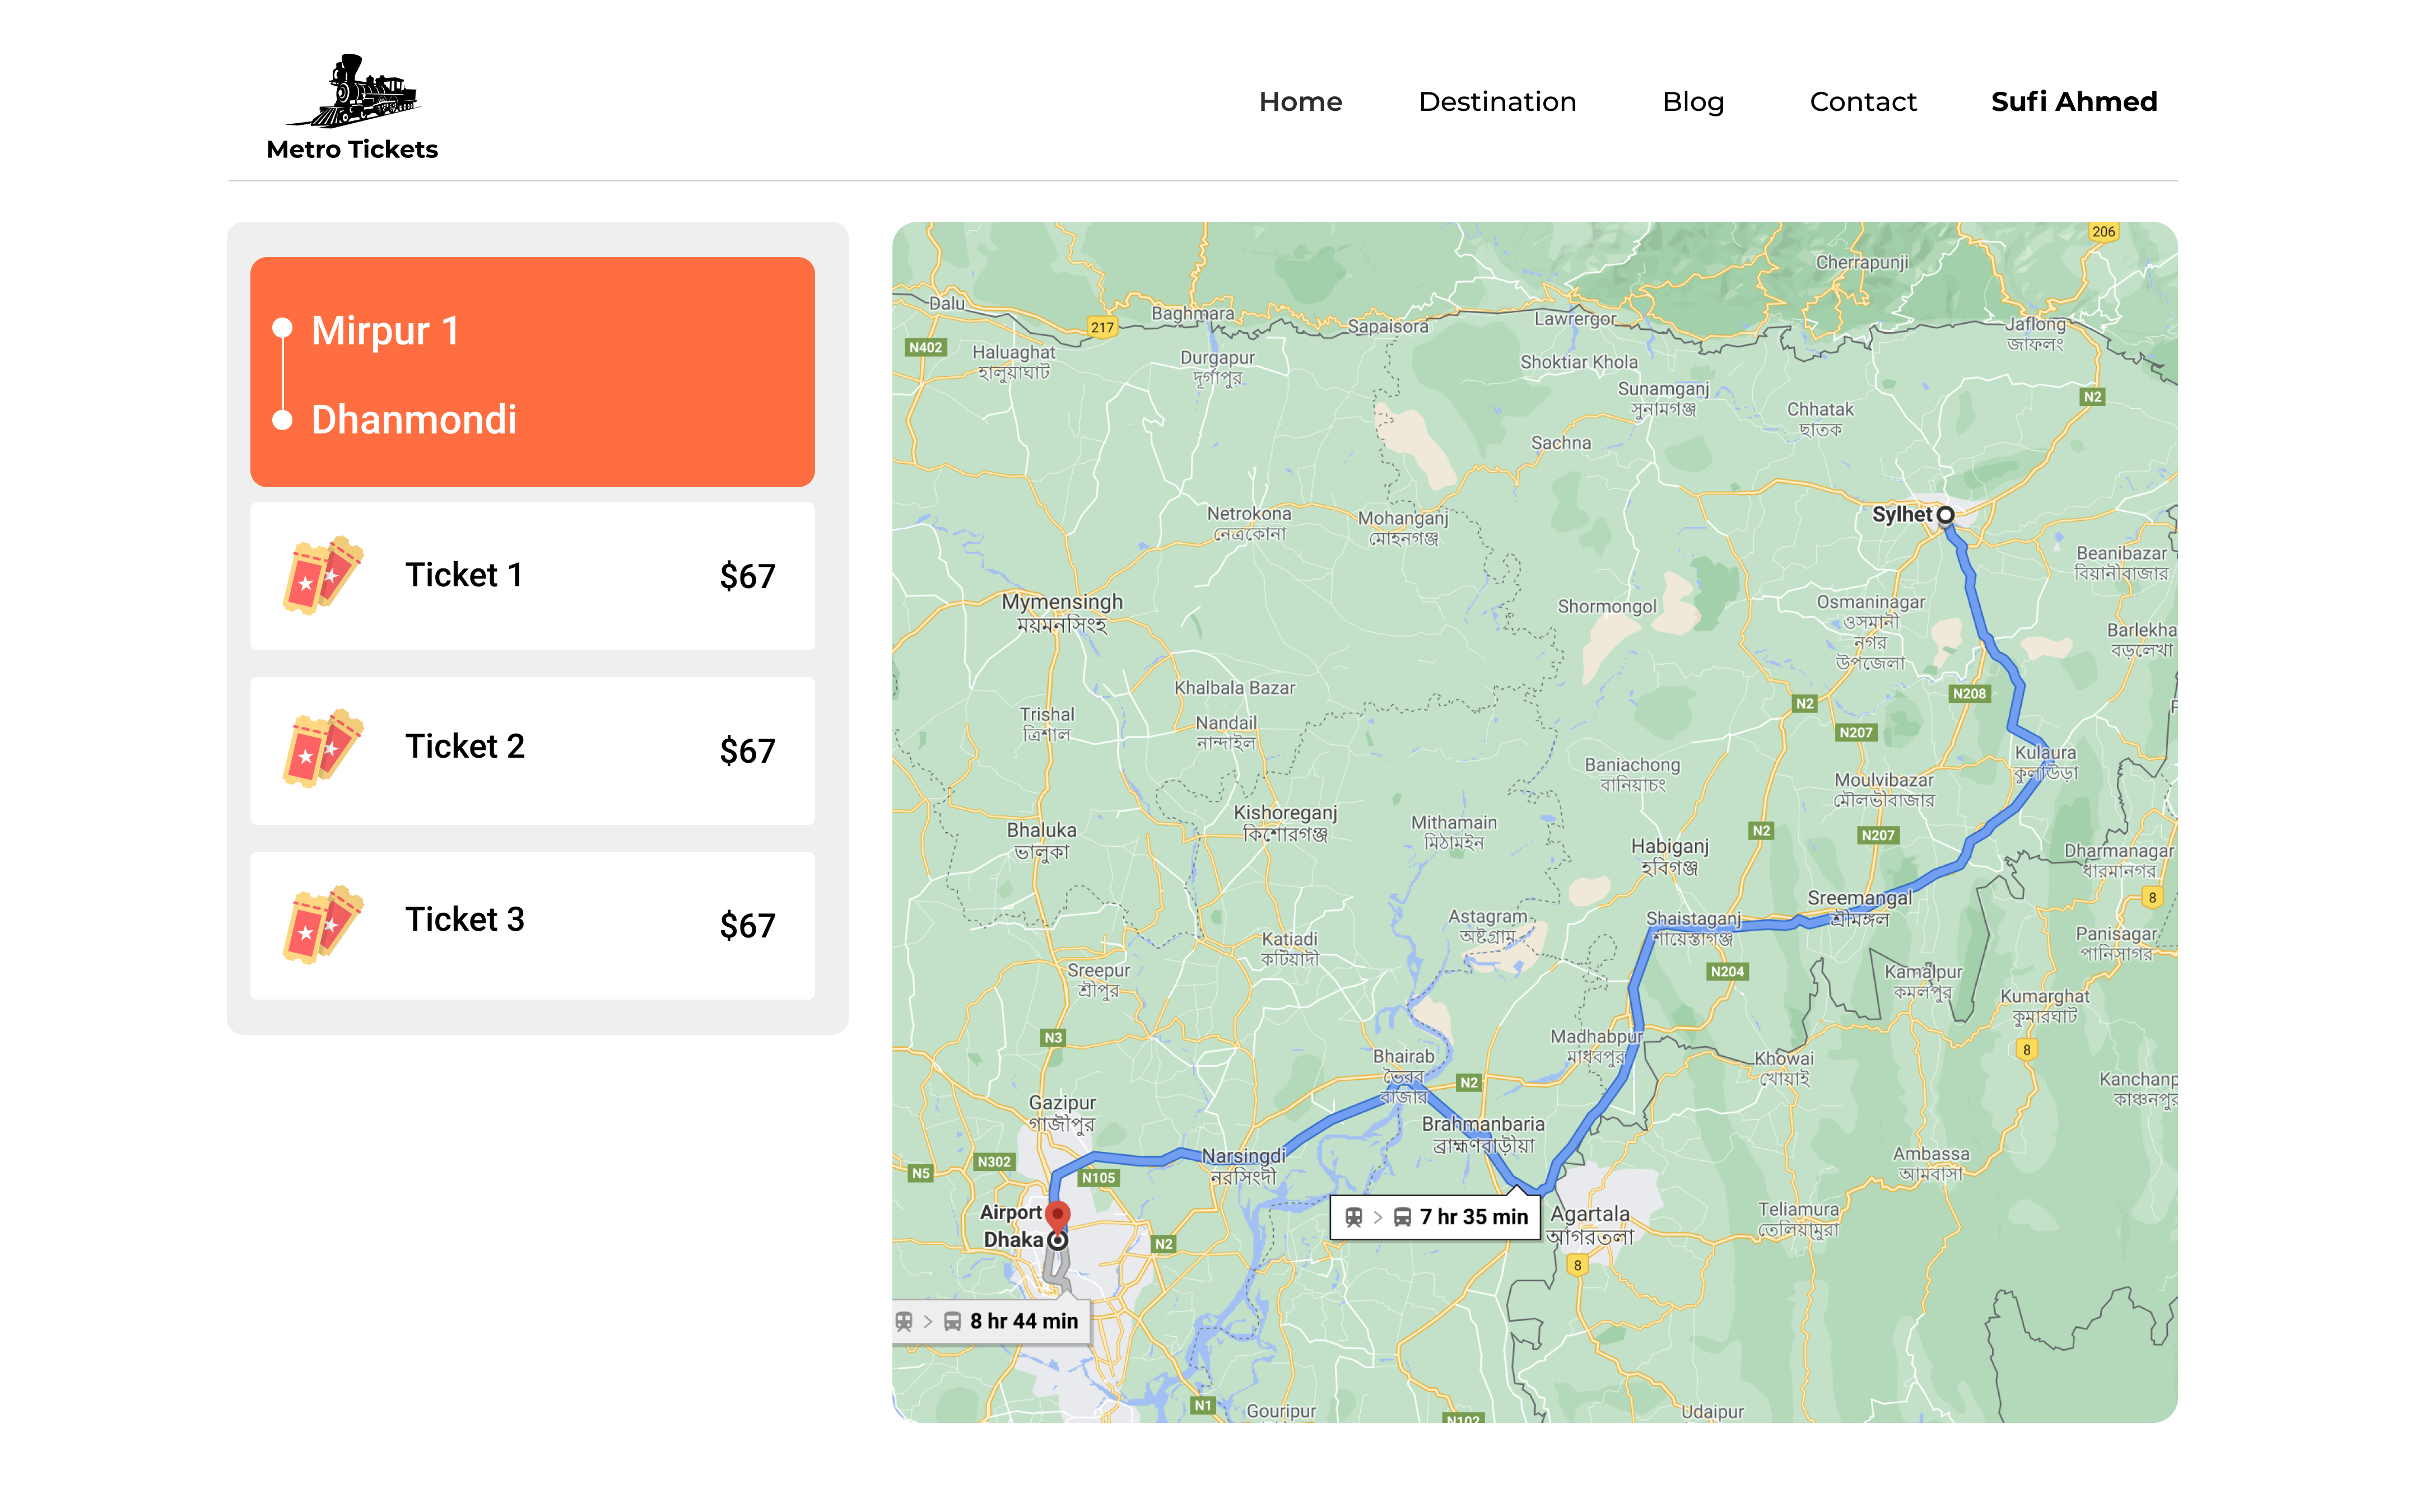 Metro Tickets
Home
Destination
Blog
Contact
Sufi Ahmed
Mirpur 1
Dhanmondi
Ticket 1
$67
Ticket 2
$67
Ticket 3
$67
206
Cherrapunji
Dalu
217
Baghmara
Sapaisora
Lawrergor
Jaflong
জাফলং
N402
Haluaghat
হালুয়াঘাট
Durgapur
দূর্গাপুর
Shoktiar Khola
Sunamganj
সুনামগঞ্জ
N2
Chhatak
ছাতক
Sachna
Netrokona
নেত্রকোনা
Mohanganj
মোহনগঞ্জ
Sylhet
Beanibazar
বিয়ানীবাজার
Mymensingh
ময়মনসিংহ
Shormongol
Osmaninagar
ওসমানী
নগর
উপজেলা
Barlekha
বড়লেখা
Khalbala Bazar
N208
N2
Trishal
ত্রিশাল
Nandail
নান্দাইল
N207
Kulaura
কুলাউড়া
Baniachong
বানিয়াচং
Moulvibazar
মৌলভীবাজার
Kishoreganj
কিশোরগঞ্জ
Mithamain
মিঠামইন
Bhaluka
ভালুকা
N2
N207
Habiganj
হবিগঞ্জ
Dharmanagar
ধারমানগর
8
Sreemangal
শ্রীমঙ্গল
Astagram
অষ্টগ্রাম
Shaistaganj
শায়েস্তাগঞ্জ
Katiadi
কটিয়াদী
Panisagar
পানিসাগর
Sreepur
শ্রীপুর
N204
Kamalpur
কমলপুর
Kumarghat
কুমারঘাট
N3
Madhabpur
মাধবপুর
8
Bhairab
ভৈরব
বাজার
N2
Khowai
খোয়াই
Kanchanp
কাঞ্চনপুর
Gazipur
গাজীপুর
Brahmanbaria
ব্রাহ্মণবাড়ীয়া
N302
N5
N105
Narsingdi
নরসিংদী
Ambassa
আমবাসা
Airport
Dhaka
N2
7 hr 35 min
Agartala
আগরতলা
Teliamura
তেলিয়ামুরা
8
8 hr 44 min
N1
Gouripur
N102
Udaipur